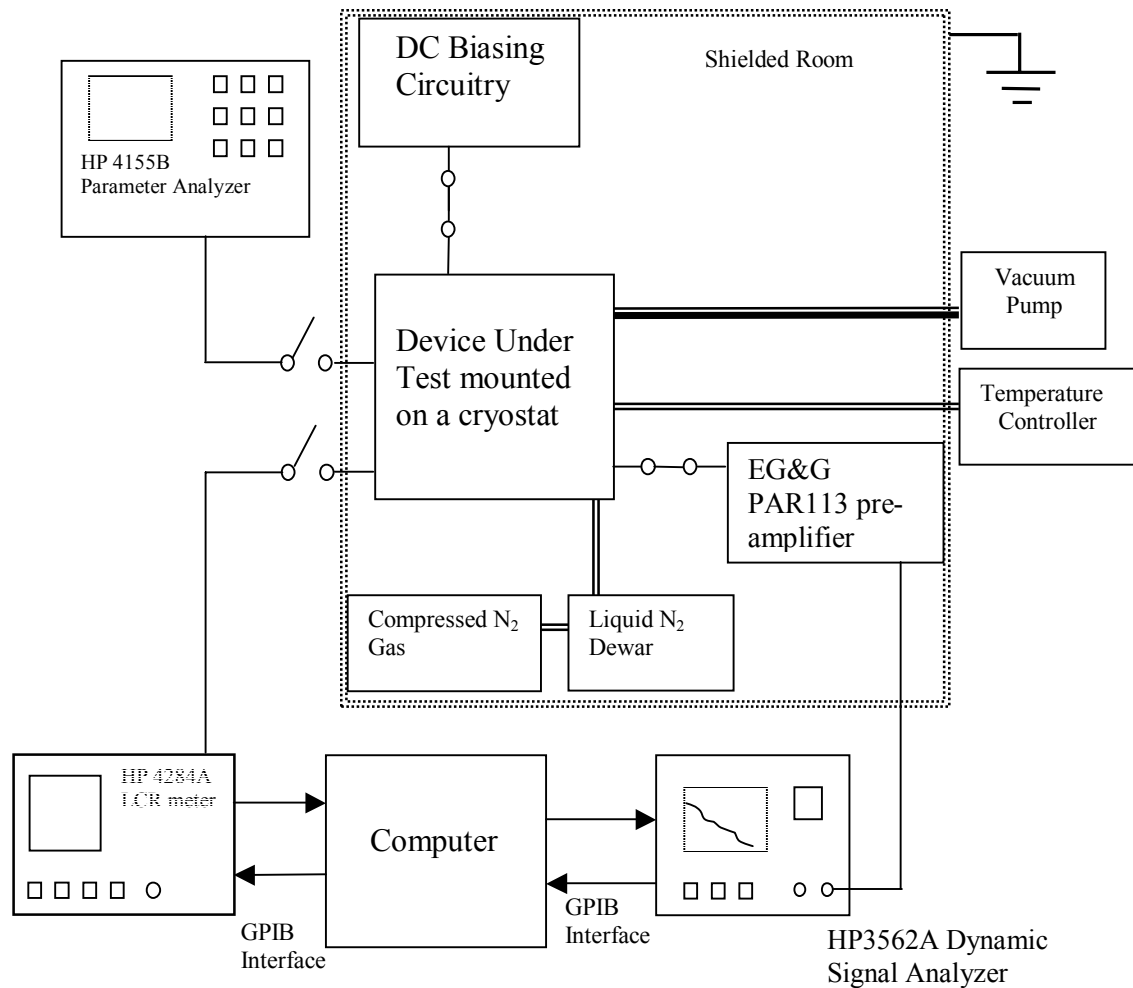 DC Biasing
Circuitry
Shielded Room
HP 4155B
Parameter Analyzer
Vacuum
Pump
Device Under
Test mounted
on a cryostat
Temperature
Controller
EG&G
PAR113 pre-
amplifier
Compressed N₂
Gas
Liquid N₂
Dewar
HP 4284A
LCR meter
Computer
GPIB
Interface
GPIB
Interface
HP3562A Dynamic
Signal Analyzer